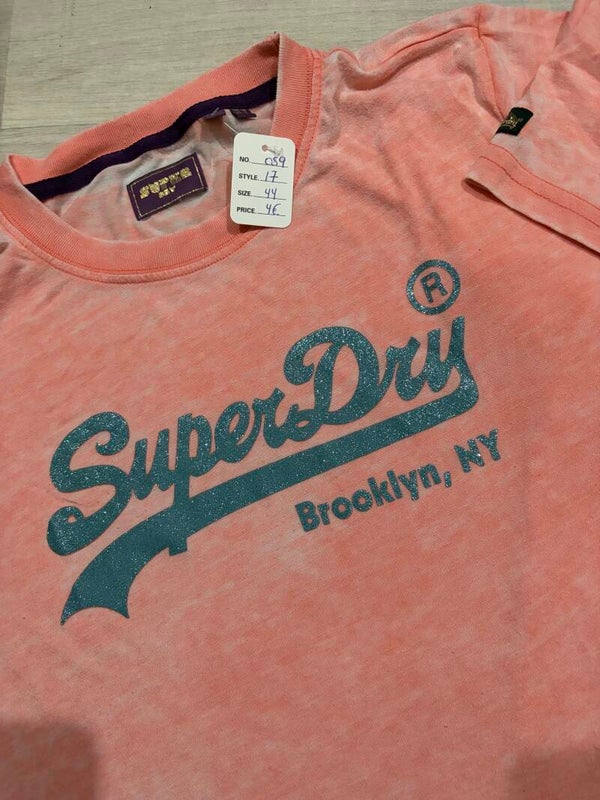 NO. 059
STYLE 17
SIZE 44
PRICE 4€
®
SuperDry
Brooklyn, NY